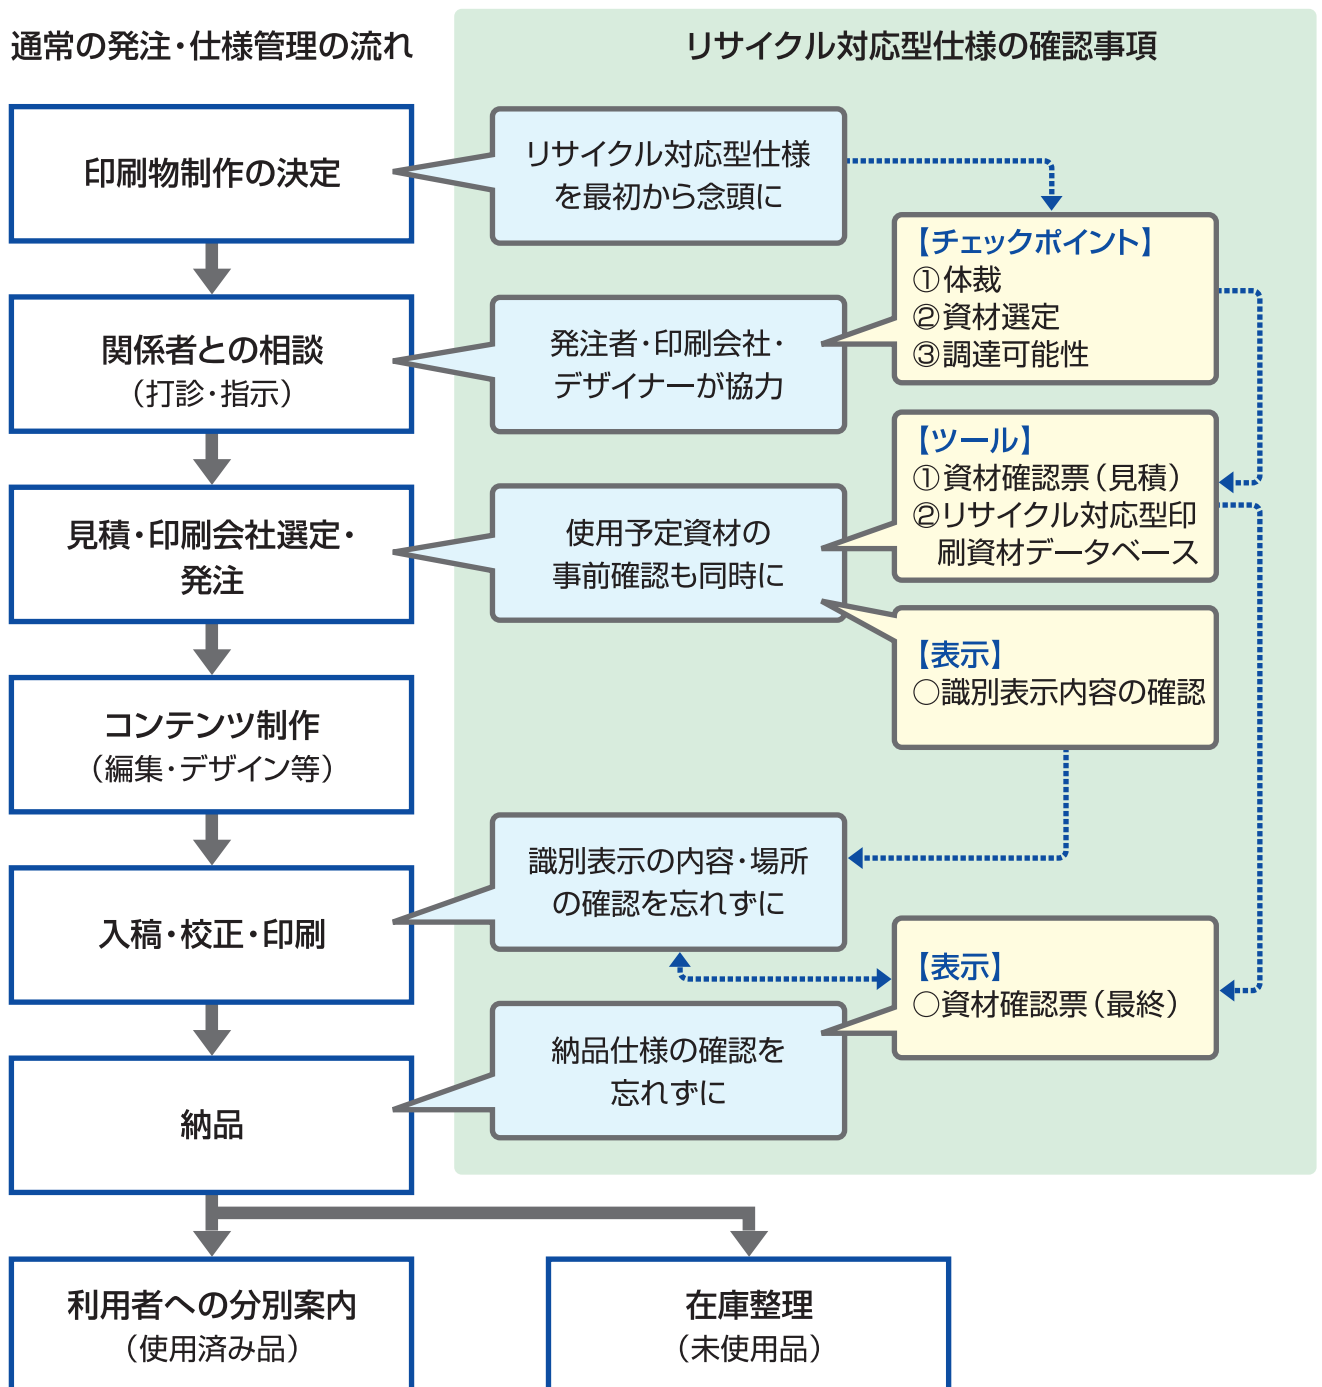 通常の発注・仕様管理の流れ
リサイクル対応型仕様の確認事項
印刷物制作の決定
リサイクル対応型仕様
を最初から念頭に
【チェックポイント】
①体裁
②資材選定
③調達可能性
関係者との相談
（打診・指示）
発注者・印刷会社・
デザイナーが協力
【ツール】
①資材確認票（見積）
②リサイクル対応型印
刷資材データベース
見積・印刷会社選定・
発注
使用予定資材の
事前確認も同時に
【表示】
○識別表示内容の確認
コンテンツ制作
（編集・デザイン等）
識別表示の内容・場所
の確認を忘れずに
入稿・校正・印刷
【表示】
○資材確認票（最終）
納品仕様の確認を
忘れずに
納品
利用者への分別案内
（使用済み品）
在庫整理
（未使用品）